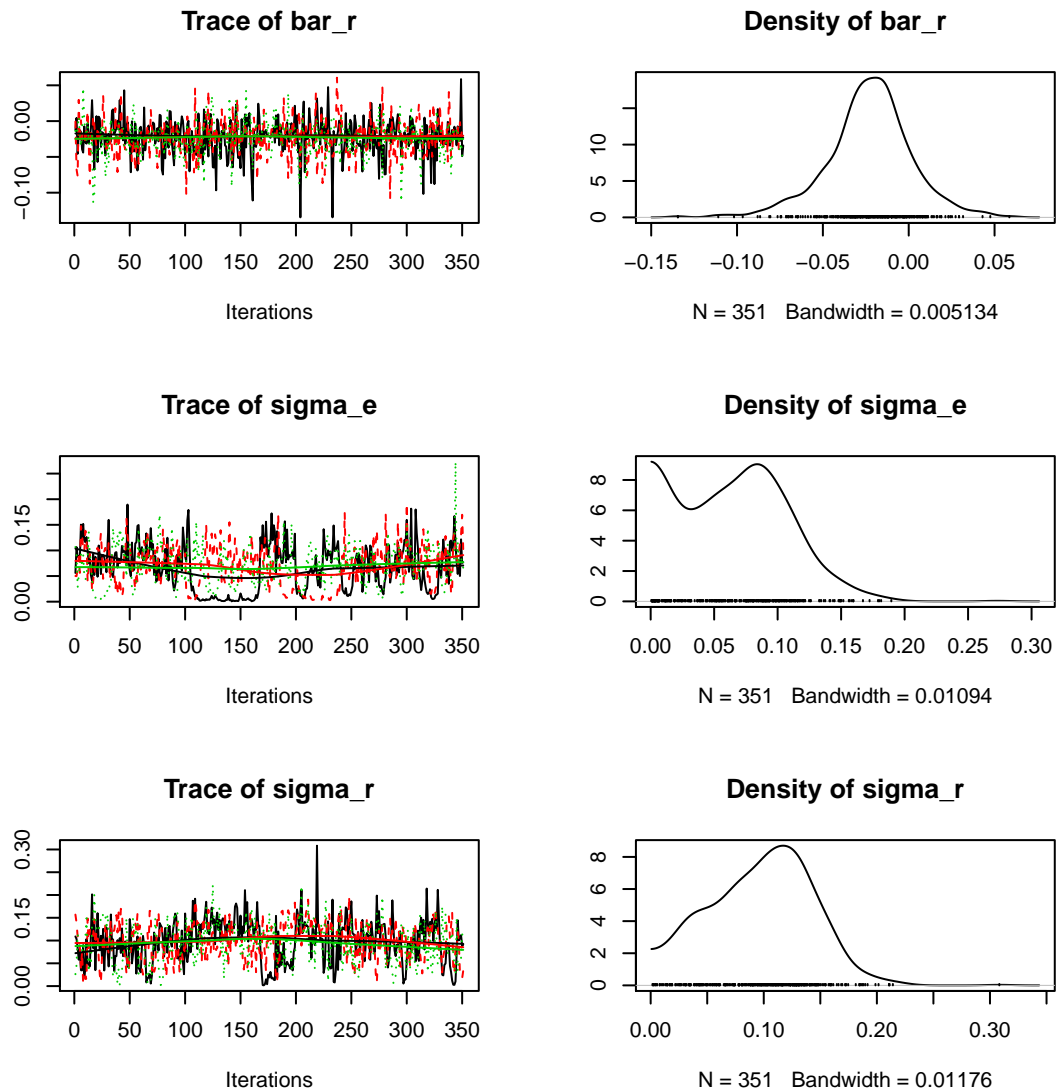 Trace of bar_r
Density of bar_r
0.00
−0.10
0 50 100 150 200 250 300 350
Iterations
10
5
0
−0.15 −0.10 −0.05 0.00 0.05
N = 351 Bandwidth = 0.005134
Trace of sigma_e
Density of sigma_e
0.15
0.00
0 50 100 150 200 250 300 350
Iterations
8
6
4
2
0
0.00 0.05 0.10 0.15 0.20 0.25 0.30
N = 351 Bandwidth = 0.01094
Trace of sigma_r
Density of sigma_r
0.30
0.15
0.00
0 50 100 150 200 250 300 350
Iterations
8
6
4
2
0
0.00 0.10 0.20 0.30
N = 351 Bandwidth = 0.01176